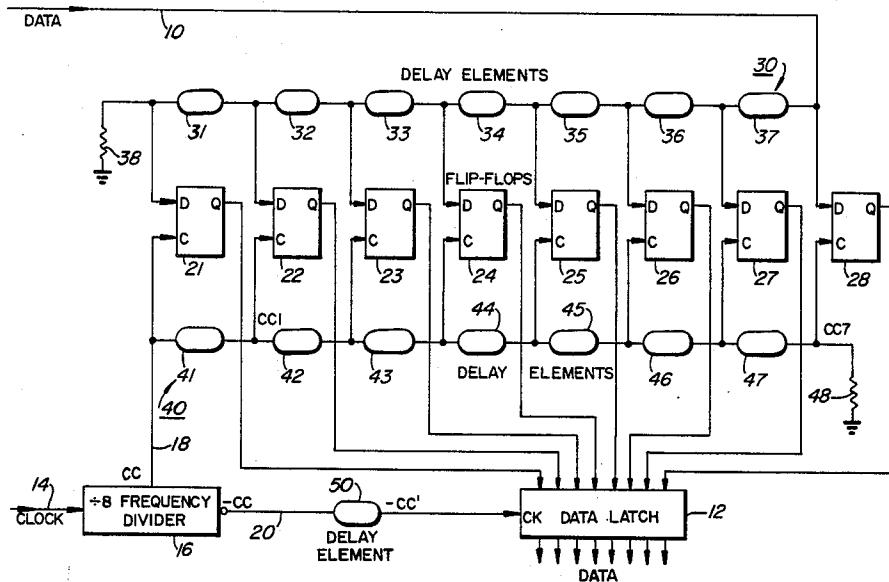 DATA
10
DELAY ELEMENTS
30
31
32
33
34
35
36
37
38
FLIP-FLOPS
D Q
C
21
D Q
C
22
D Q
C
23
D Q
C
24
D Q
C
25
D Q
C
26
D Q
C
27
D Q
C
28
CC1
44
45
CC7
41
42
43
DELAY
ELEMENTS
46
47
40
48
18
CC
14
CLOCK
÷8 FREQUENCY
DIVIDER
16
-CC
20
50
DELAY
ELEMENT
-CC'
CK DATA LATCH
12
DATA